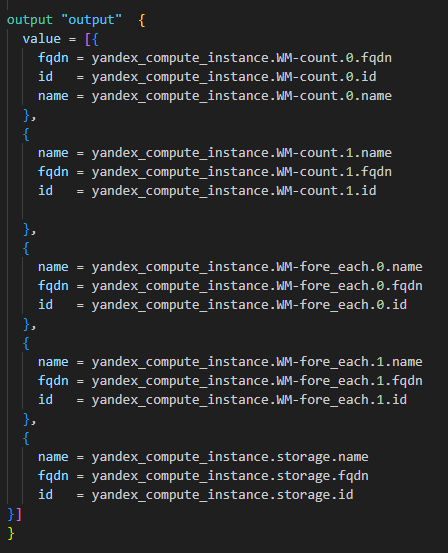 output "output"  {
  value = [{
    fqdn = yandex_compute_instance.WM-count.0.fqdn
    id   = yandex_compute_instance.WM-count.0.id
    name = yandex_compute_instance.WM-count.0.name
  },
  {
    name = yandex_compute_instance.WM-count.1.name
    fqdn = yandex_compute_instance.WM-count.1.fqdn
    id   = yandex_compute_instance.WM-count.1.id

  },
  {
    name = yandex_compute_instance.WM-fore_each.0.name
    fqdn = yandex_compute_instance.WM-fore_each.0.fqdn
    id   = yandex_compute_instance.WM-fore_each.0.id
  },
  {
    name = yandex_compute_instance.WM-fore_each.1.name
    fqdn = yandex_compute_instance.WM-fore_each.1.fqdn
    id   = yandex_compute_instance.WM-fore_each.1.id
  },
  {
    name = yandex_compute_instance.storage.name
    fqdn = yandex_compute_instance.storage.fqdn
    id   = yandex_compute_instance.storage.id
}]
}